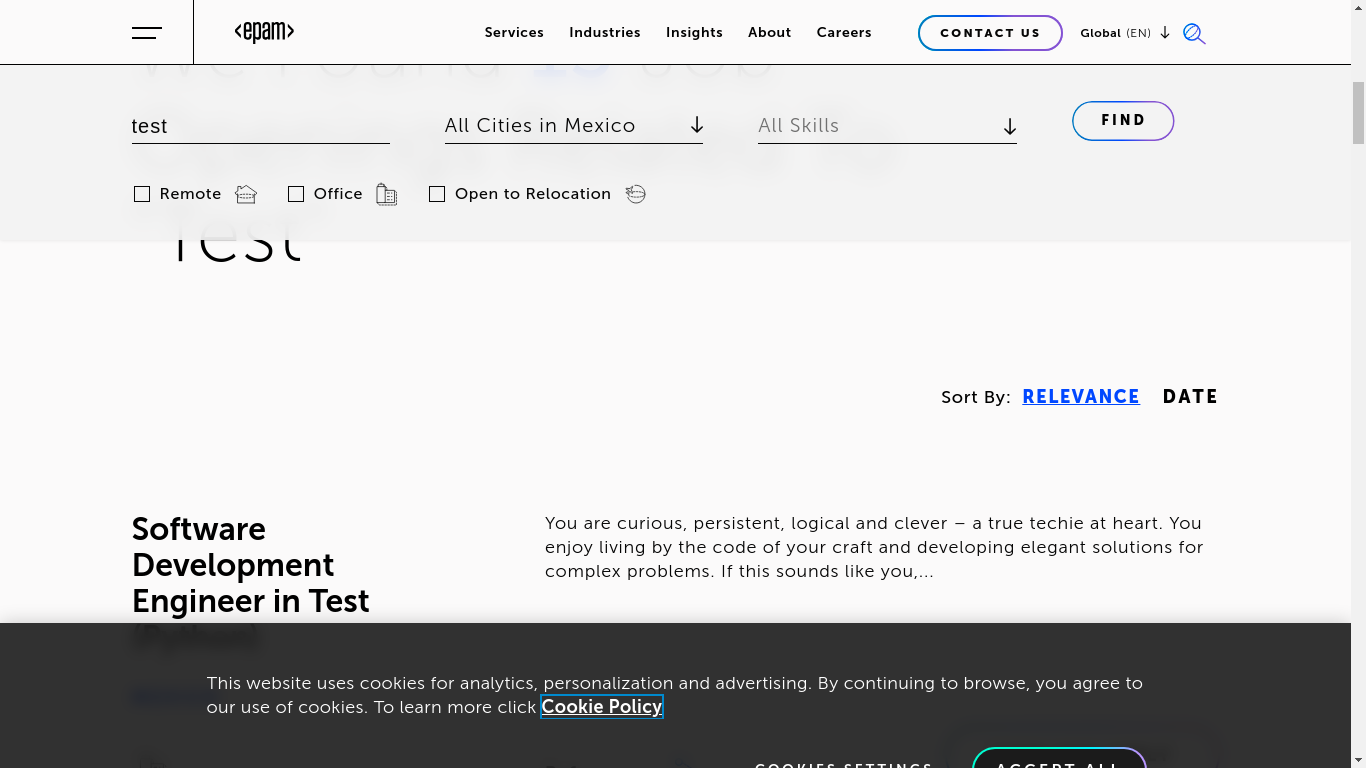 <epam>
Services
Industries
Insights
About
Careers
CONTACT US
Global (EN)
test
All Cities in Mexico
All Skills
FIND
Remote
Office
Open to Relocation
Test
Sort By: RELEVANCE DATE
Software
Development
Engineer in Test
You are curious, persistent, logical and clever – a true techie at heart. You
enjoy living by the code of your craft and developing elegant solutions for
complex problems. If this sounds like you,...
This website uses cookies for analytics, personalization and advertising. By continuing to browse, you agree to
our use of cookies. To learn more click Cookie Policy
COOKIES SETTINGS
ACCEPT ALL